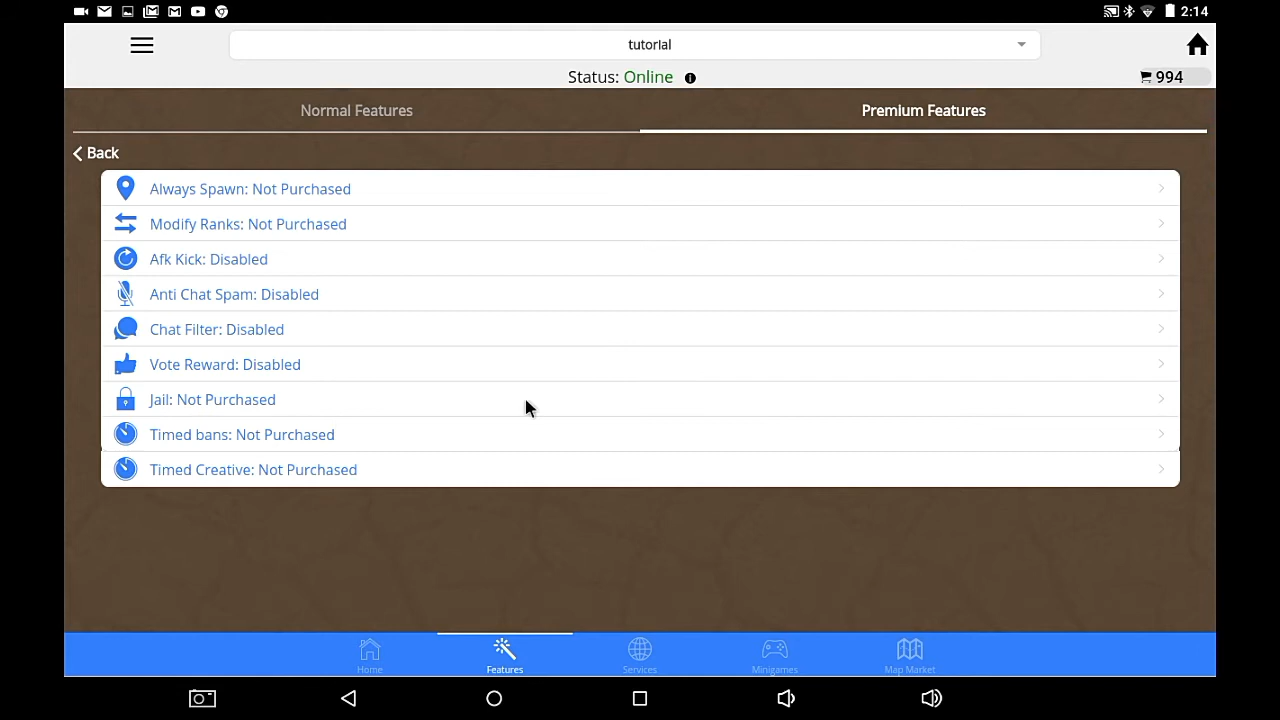 2:14
tutorial
Status: Online
994
Normal Features
Premium Features
Back
Always Spawn: Not Purchased
Modify Ranks: Not Purchased
Afk Kick: Disabled
Anti Chat Spam: Disabled
Chat Filter: Disabled
Vote Reward: Disabled
Jail: Not Purchased
Timed bans: Not Purchased
Timed Creative: Not Purchased
Home
Features
Services
Minigames
Map Market